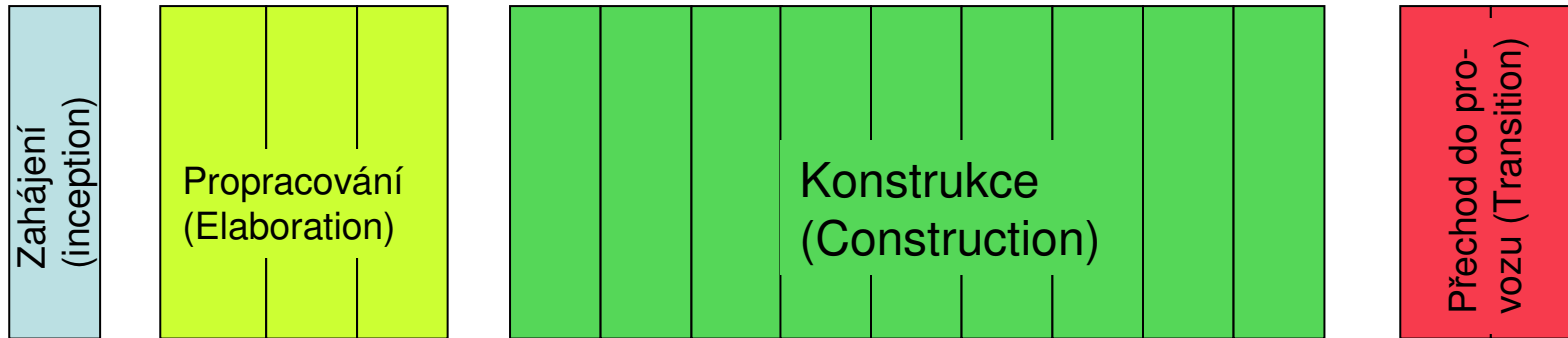 Zahájení
(inception)
Propracování
(Elaboration)
Konstrukce
(Construction)
Přechod do pro-
vozu (Transition)